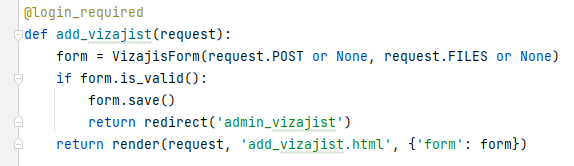 @login_required
def add_vizajist(request):
    form = VizajisForm(request.POST or None, request.FILES or None)
    if form.is_valid():
        form.save()
        return redirect('admin_vizajist')
    return render(request, 'add_vizajist.html', {'form': form})